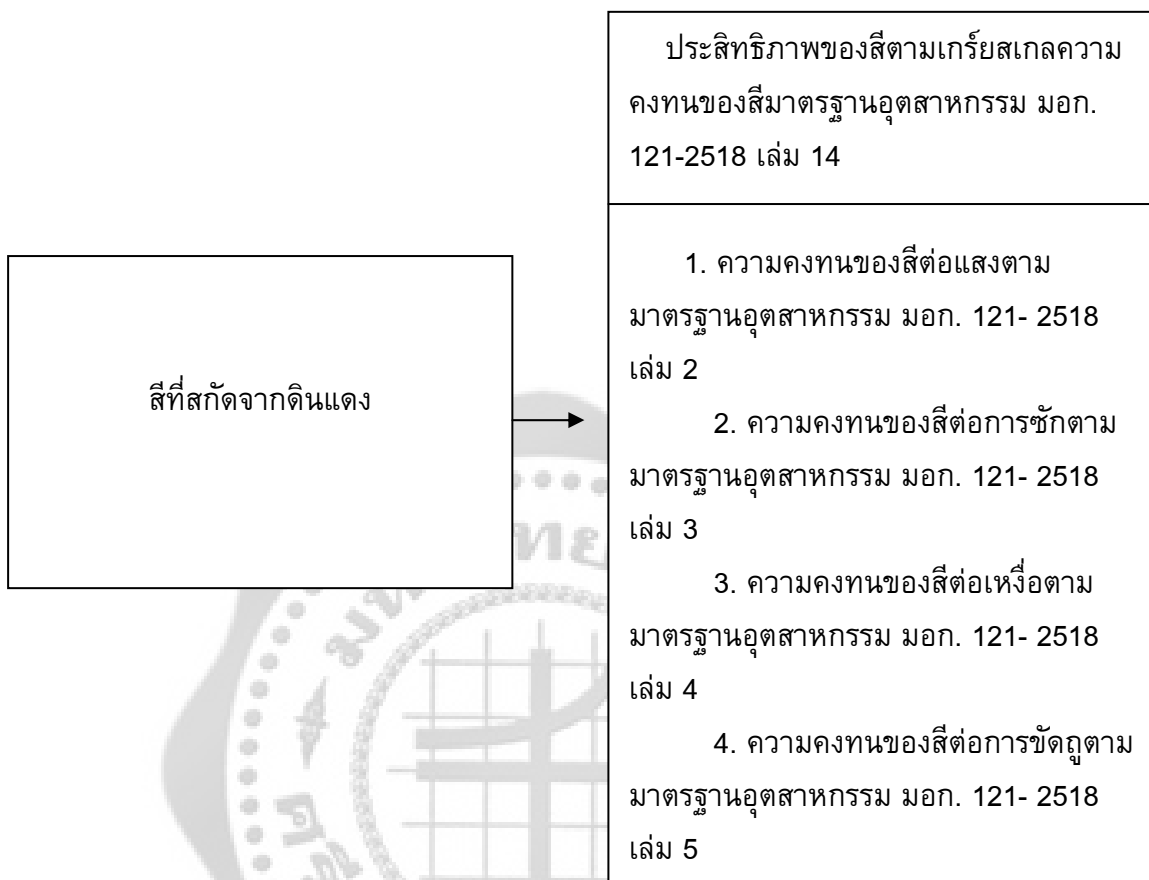 ประสิทธิภาพของสีตามเกร์ยสเกลความ
คงทนของสีมาตรฐานอุตสาหกรรม มอก.
121-2518 เล่ม 14
สีที่สกัดจากดินแดง
1. ความคงทนของสีต่อแสงตาม
มาตรฐานอุตสาหกรรม มอก. 121- 2518
เล่ม 2
2. ความคงทนของสีต่อการซักตาม
มาตรฐานอุตสาหกรรม มอก. 121- 2518
เล่ม 3
3. ความคงทนของสีต่อเหงื่อตาม
มาตรฐานอุตสาหกรรม มอก. 121- 2518
เล่ม 4
4. ความคงทนของสีต่อการขัดถูตาม
มาตรฐานอุตสาหกรรม มอก. 121- 2518
เล่ม 5